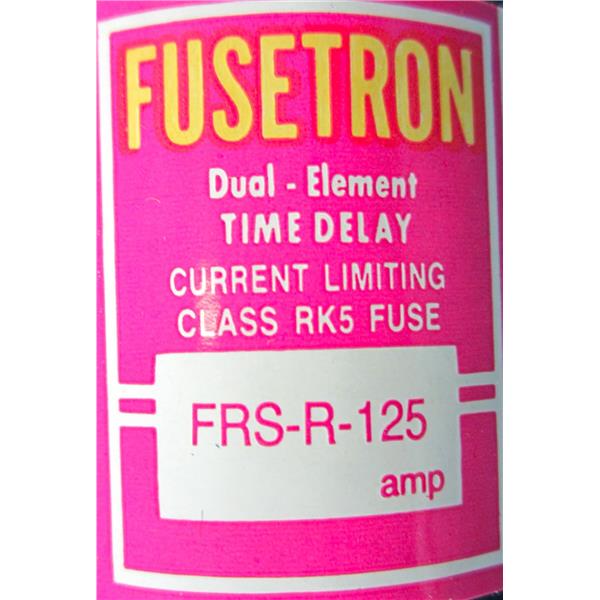 FUSETRON
Dual - Element
TIME DELAY
CURRENT LIMITING
CLASS RK5 FUSE
FRS-R-125
amp